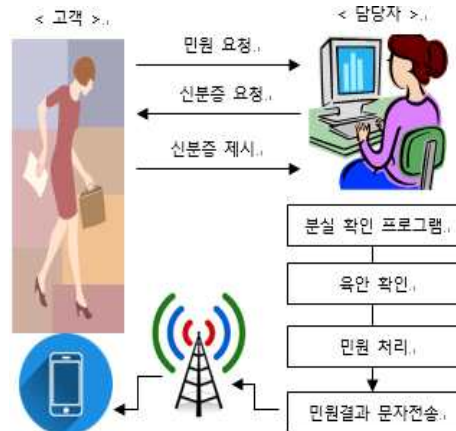 < 고객 >
< 담당자 >
민원 요청
신분증 요청
신분증 제시
분실 확인 프로그램
육안 확인
민원 처리
민원결과 문자전송